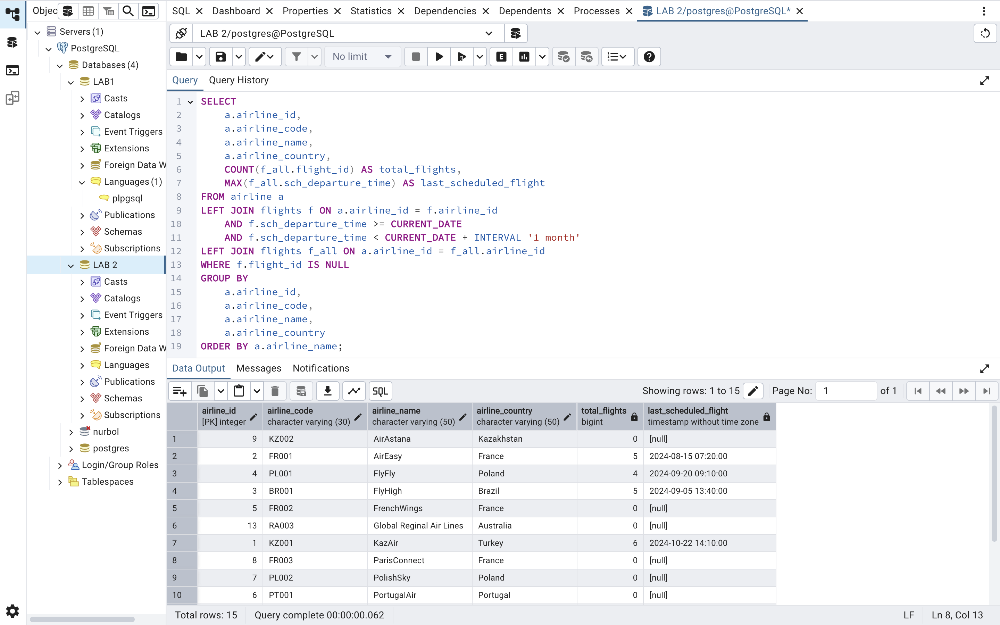 Objec
SQL
Dashboard
Properties
Statistics
Dependencies
Dependents
Processes
LAB 2/postgres@PostgreSQL*
Servers (1)
PostgreSQL
Databases (4)
LAB1
Casts
Catalogs
Event Triggers
Extensions
Foreign Data W
Languages (1)
plpgsql
Publications
Schemas
Subscriptions
LAB 2
Casts
Catalogs
Event Triggers
Extensions
Foreign Data W
Languages
Publications
Schemas
Subscriptions
nurbol
postgres
Login/Group Roles
Tablespaces
LAB 2/postgres@PostgreSQL
No limit
E
Query
Query History
1 SELECT
2 a.airline_id,
3 a.airline_code,
4 a.airline_name,
5 a.airline_country,
6 COUNT(f_all.flight_id) AS total_flights,
7 MAX(f_all.sch_departure_time) AS last_scheduled_flight
8 FROM airline a
9 LEFT JOIN flights f ON a.airline_id = f.airline_id
10 AND f.sch_departure_time >= CURRENT_DATE
11 AND f.sch_departure_time < CURRENT_DATE + INTERVAL '1 month'
12 LEFT JOIN flights f_all ON a.airline_id = f_all.airline_id
13 WHERE f.flight_id IS NULL
14 GROUP BY
15 a.airline_id,
16 a.airline_code,
17 a.airline_name,
18 a.airline_country
19 ORDER BY a.airline_name;
Data Output
Messages
Notifications
SQL
Showing rows: 1 to 15
Page No: 1 of 1
airline_id [PK] integer
airline_code character varying (30)
airline_name character varying (50)
airline_country character varying (50)
total_flights bigint
last_scheduled_flight timestamp without time zone
1 9 KZ002 AirAstana Kazakhstan 0 [null]
2 2 FR001 AirEasy France 5 2024-08-15 07:20:00
3 4 PL001 FlyFly Poland 4 2024-09-20 09:10:00
4 3 BR001 FlyHigh Brazil 5 2024-09-05 13:40:00
5 5 FR002 FrenchWings France 0 [null]
6 13 RA003 Global Reginal Air Lines Australia 0 [null]
7 1 KZ001 KazAir Turkey 6 2024-10-22 14:10:00
8 8 FR003 ParisConnect France 0 [null]
9 7 PL002 PolishSky Poland 0 [null]
10 6 PT001 PortugalAir Portugal 0 [null]
Total rows: 15
Query complete 00:00:00.062
LF
Ln 8, Col 13